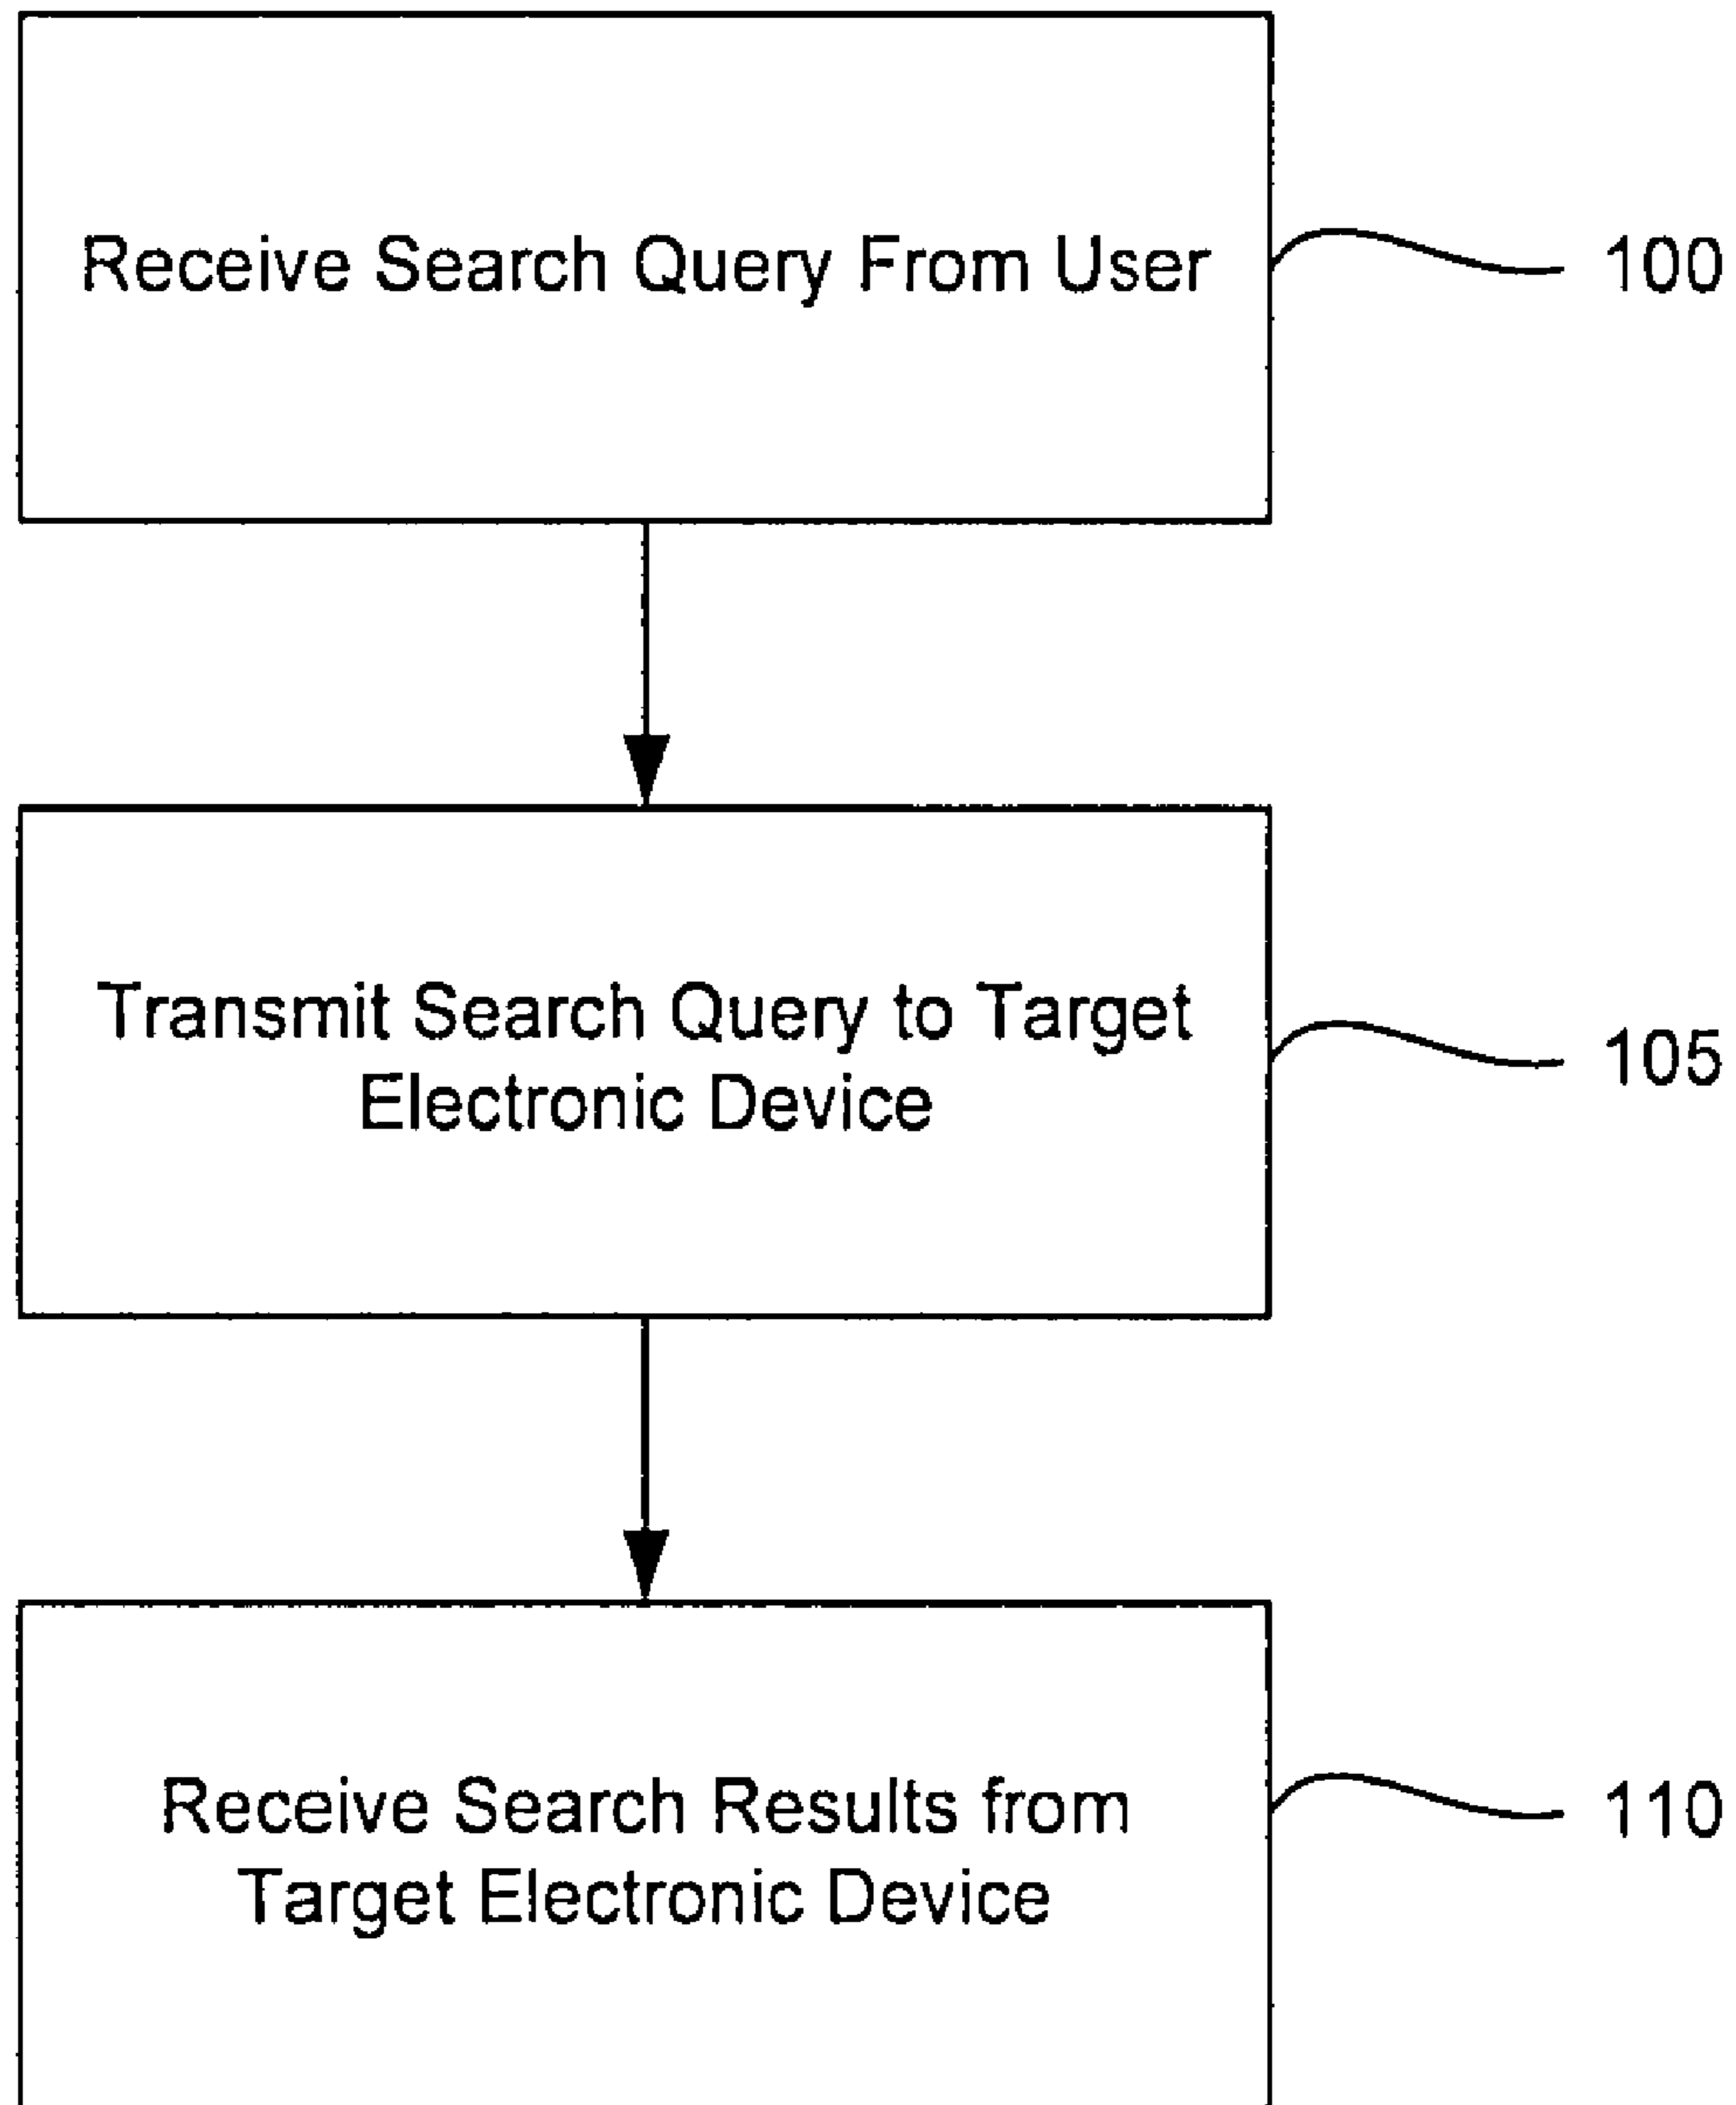 Receive Search Query From User
100
Transmit Search Query to Target
Electronic Device
105
Receive Search Results from
Target Electronic Device
110